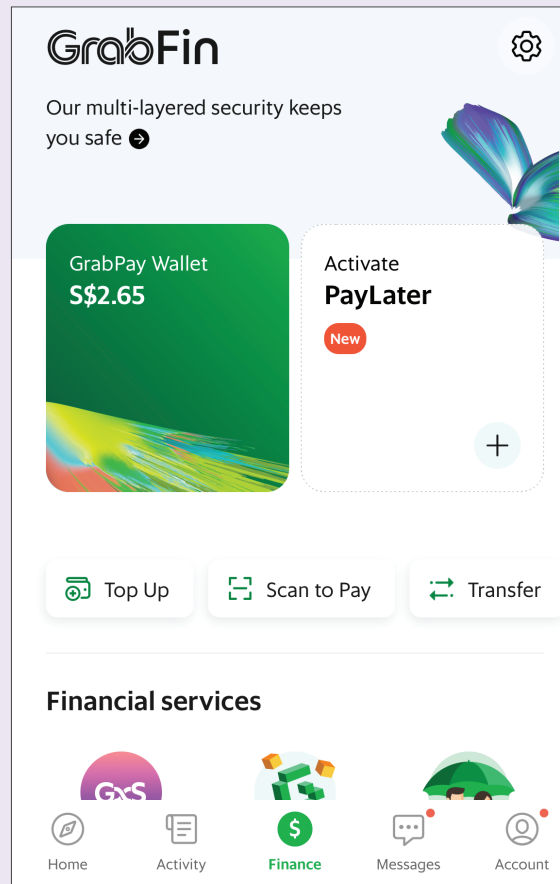 GrabFin
Our multi-layered security keeps
you safe
GrabPay Wallet
S$2.65
Activate
PayLater
New
Top Up
Scan to Pay
Transfer
Financial services
GXS
$
Home
Activity
Finance
Messages
Account